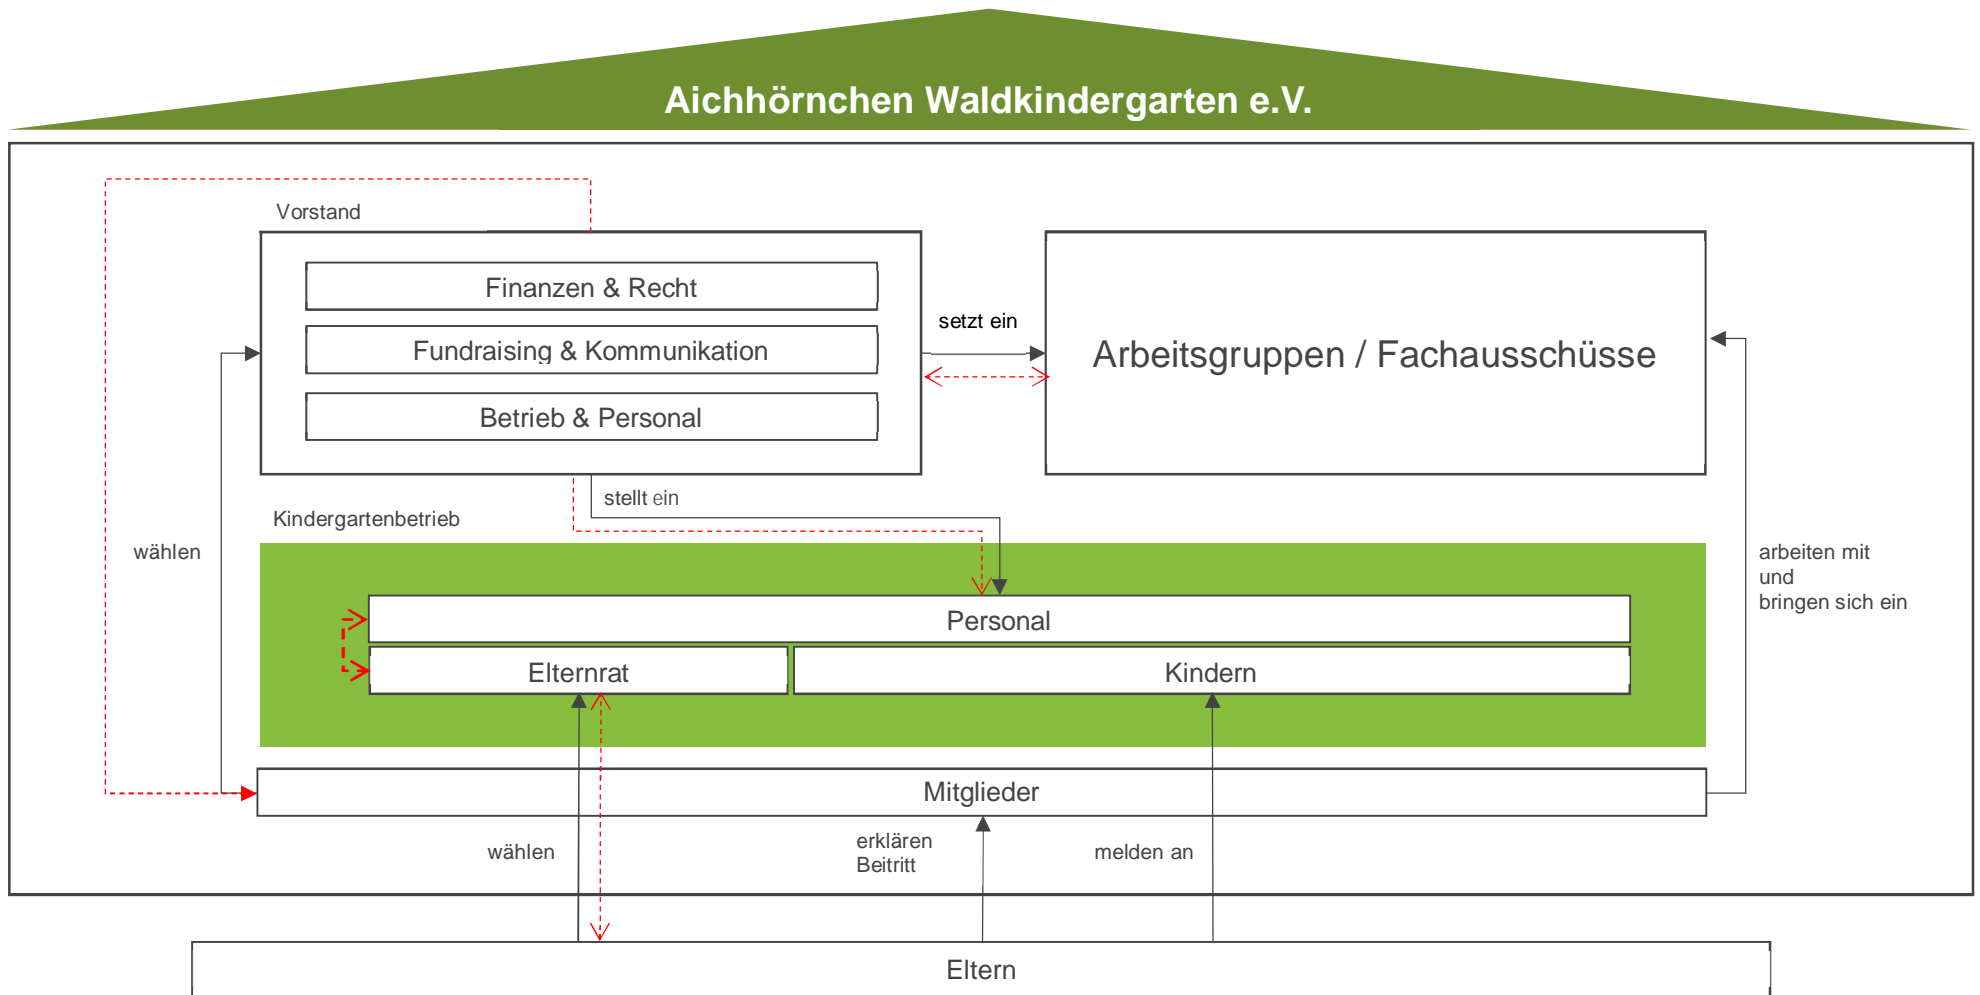 Aichhörnchen Waldkindergarten e.V.
Vorstand
Finanzen & Recht
Fundraising & Kommunikation
Betrieb & Personal
setzt ein
Arbeitsgruppen / Fachausschüsse
stellt ein
Kindergartenbetrieb
wählen
arbeiten mit
und
bringen sich ein
Personal
Elternrat
Kindern
Mitglieder
wählen
erklären
Beitritt
melden an
Eltern